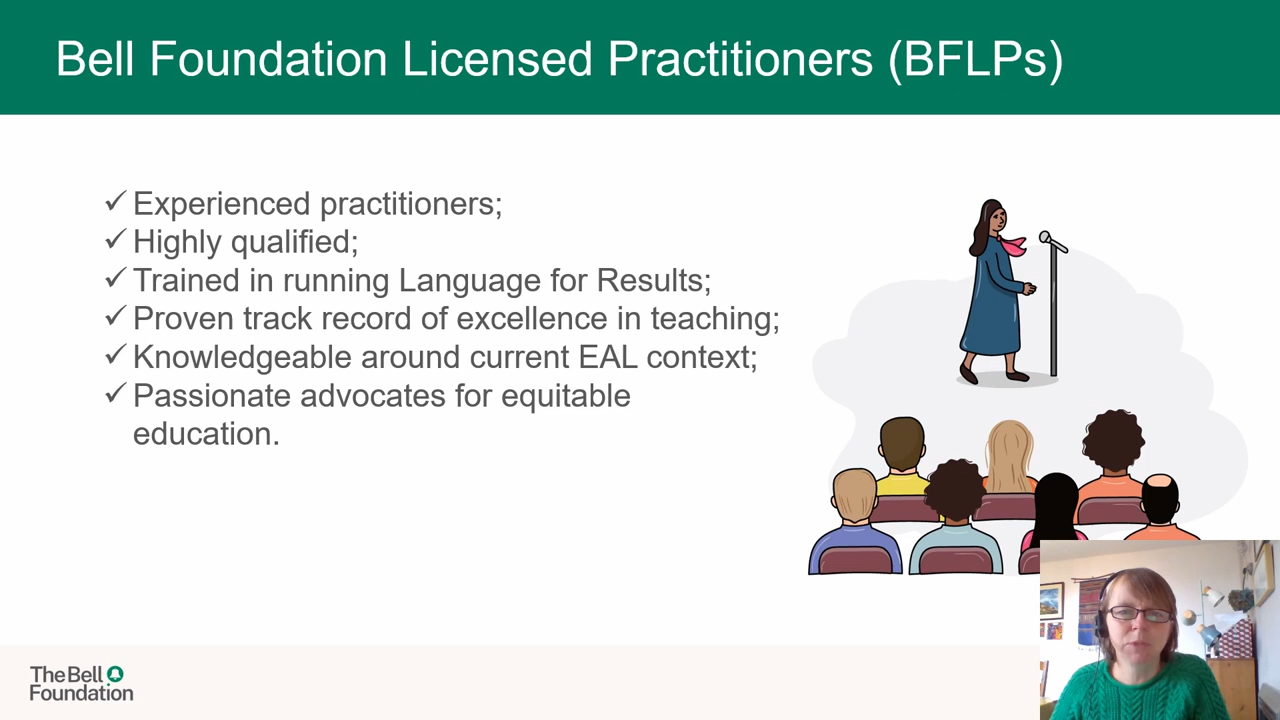 Bell Foundation Licensed Practitioners (BFLPs)
✓ Experienced practitioners;
✓ Highly qualified;
✓ Trained in running Language for Results;
✓ Proven track record of excellence in teaching;
✓ Knowledgeable around current EAL context;
✓ Passionate advocates for equitable
education.
The Bell
Foundation